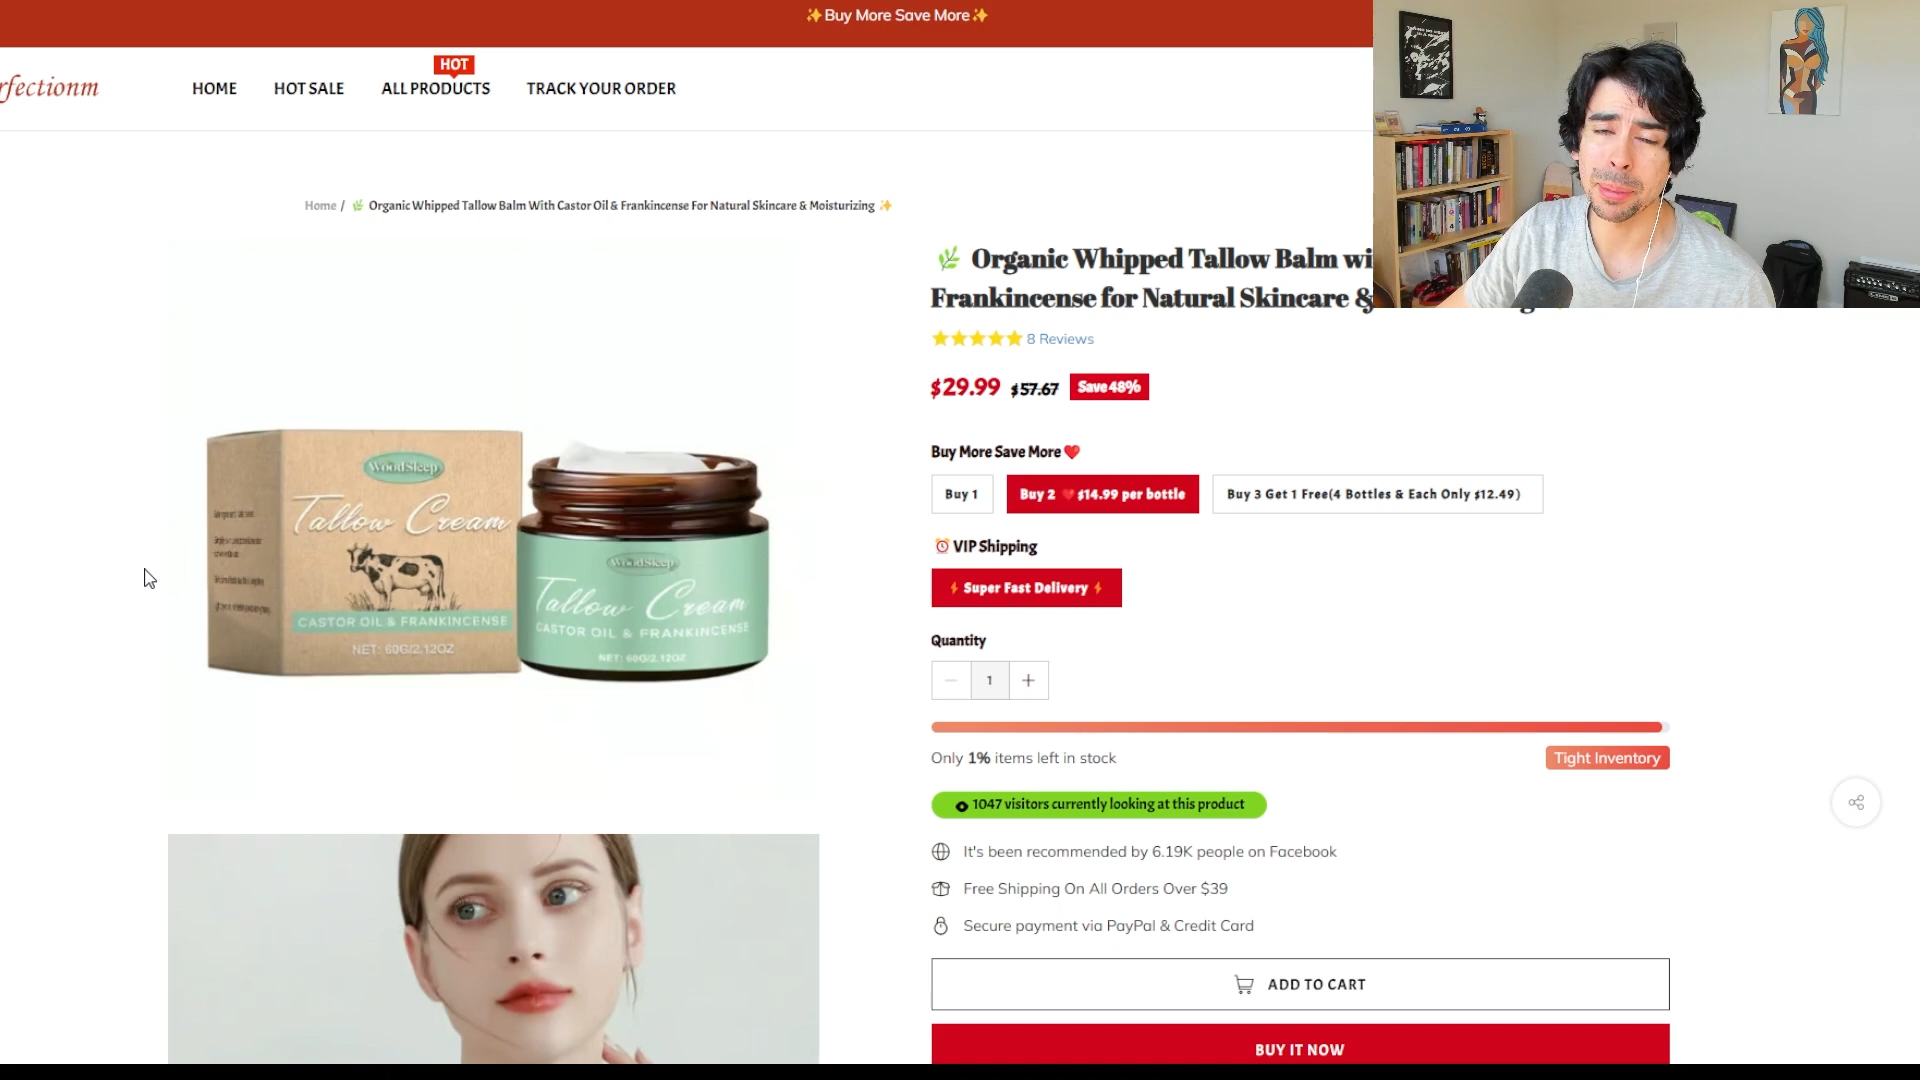 ✨Buy More Save More✨
rfectionm
HOT
HOME
HOT SALE
ALL PRODUCTS
TRACK YOUR ORDER
Home / 🌿 Organic Whipped Tallow Balm With Castor Oil & Frankincense For Natural Skincare & Moisturizing ✨
🌿 Organic Whipped Tallow Balm wi
Frankincense for Natural Skincare &
8 Reviews
$29.99 $57.67 Save 48%
Buy More Save More❤️
Buy 1
Buy 2 ❤️$14.99 per bottle
Buy 3 Get 1 Free(4 Bottles & Each Only $12.49)
⏰ VIP Shipping
⚡ Super Fast Delivery ⚡
Quantity
— 1 +
Only 1% items left in stock
Tight Inventory
1047 visitors currently looking at this product
It's been recommended by 6.19K people on Facebook
Free Shipping On All Orders Over $39
Secure payment via PayPal & Credit Card
ADD TO CART
BUY IT NOW
WoodSleep
Tallow Cream
CASTOR OIL & FRANKINCENSE
NET: 60G/2.12OZ
WoodSleep
Tallow Cream
CASTOR OIL & FRANKINCENSE
NET: 60G/2.12OZ